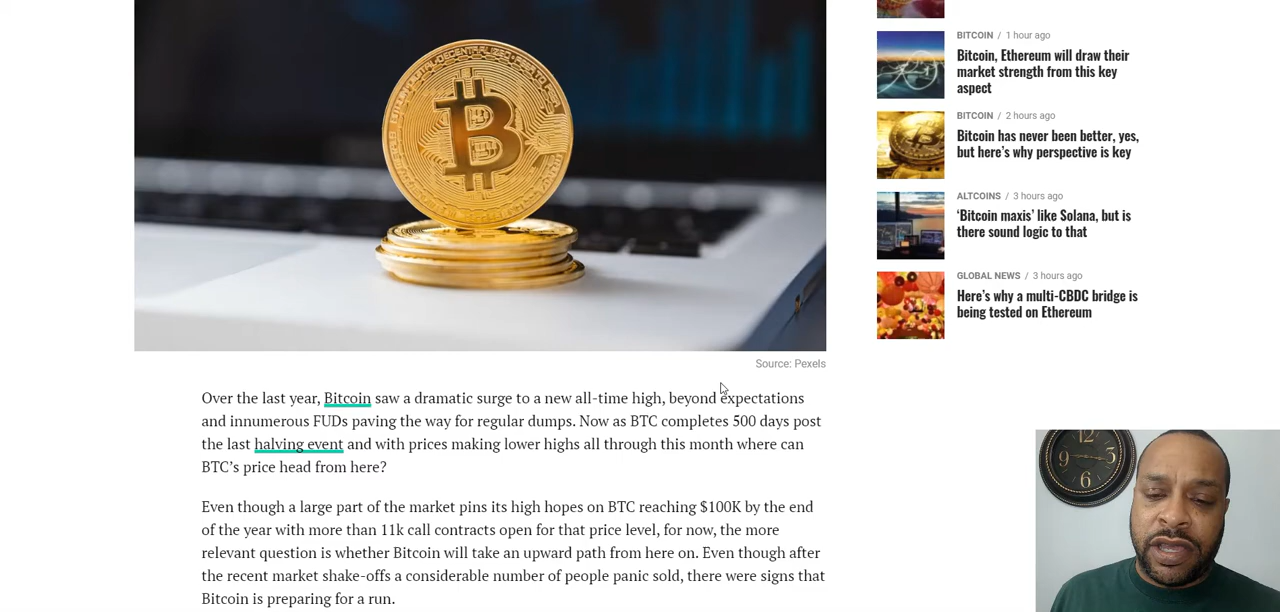 BITCOIN / 1 hour ago
Bitcoin, Ethereum will draw their
market strength from this key
aspect
BITCOIN / 2 hours ago
Bitcoin has never been better, yes,
but here's why perspective is key
ALTCOINS / 3 hours ago
‘Bitcoin maxis’ like Solana, but is
there sound logic to that
GLOBAL NEWS / 3 hours ago
Here’s why a multi-CBDC bridge is
being tested on Ethereum
Source: Pexels
Over the last year, Bitcoin saw a dramatic surge to a new all-time high, beyond expectations
and innumerous FUDs paving the way for regular dumps. Now as BTC completes 500 days post
the last halving event and with prices making lower highs all through this month where can
BTC’s price head from here?
Even though a large part of the market pins its high hopes on BTC reaching $100K by the end
of the year with more than 11k call contracts open for that price level, for now, the more
relevant question is whether Bitcoin will take an upward path from here on. Even though after
the recent market shake-offs a considerable number of people panic sold, there were signs that
Bitcoin is preparing for a run.
DECENTRALIZED
12
3
6
9